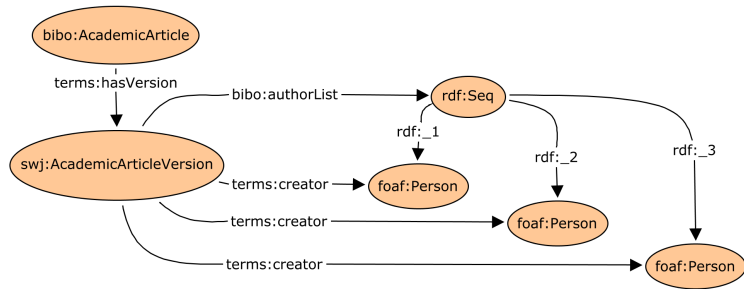 bibo:AcademicArticle
terms:hasVersion
bibo:authorList
rdf:Seq
rdf:_1
rdf:_2
rdf:_3
swj:AcademicArticleVersion
terms:creator
foaf:Person
terms:creator
foaf:Person
terms:creator
foaf:Person